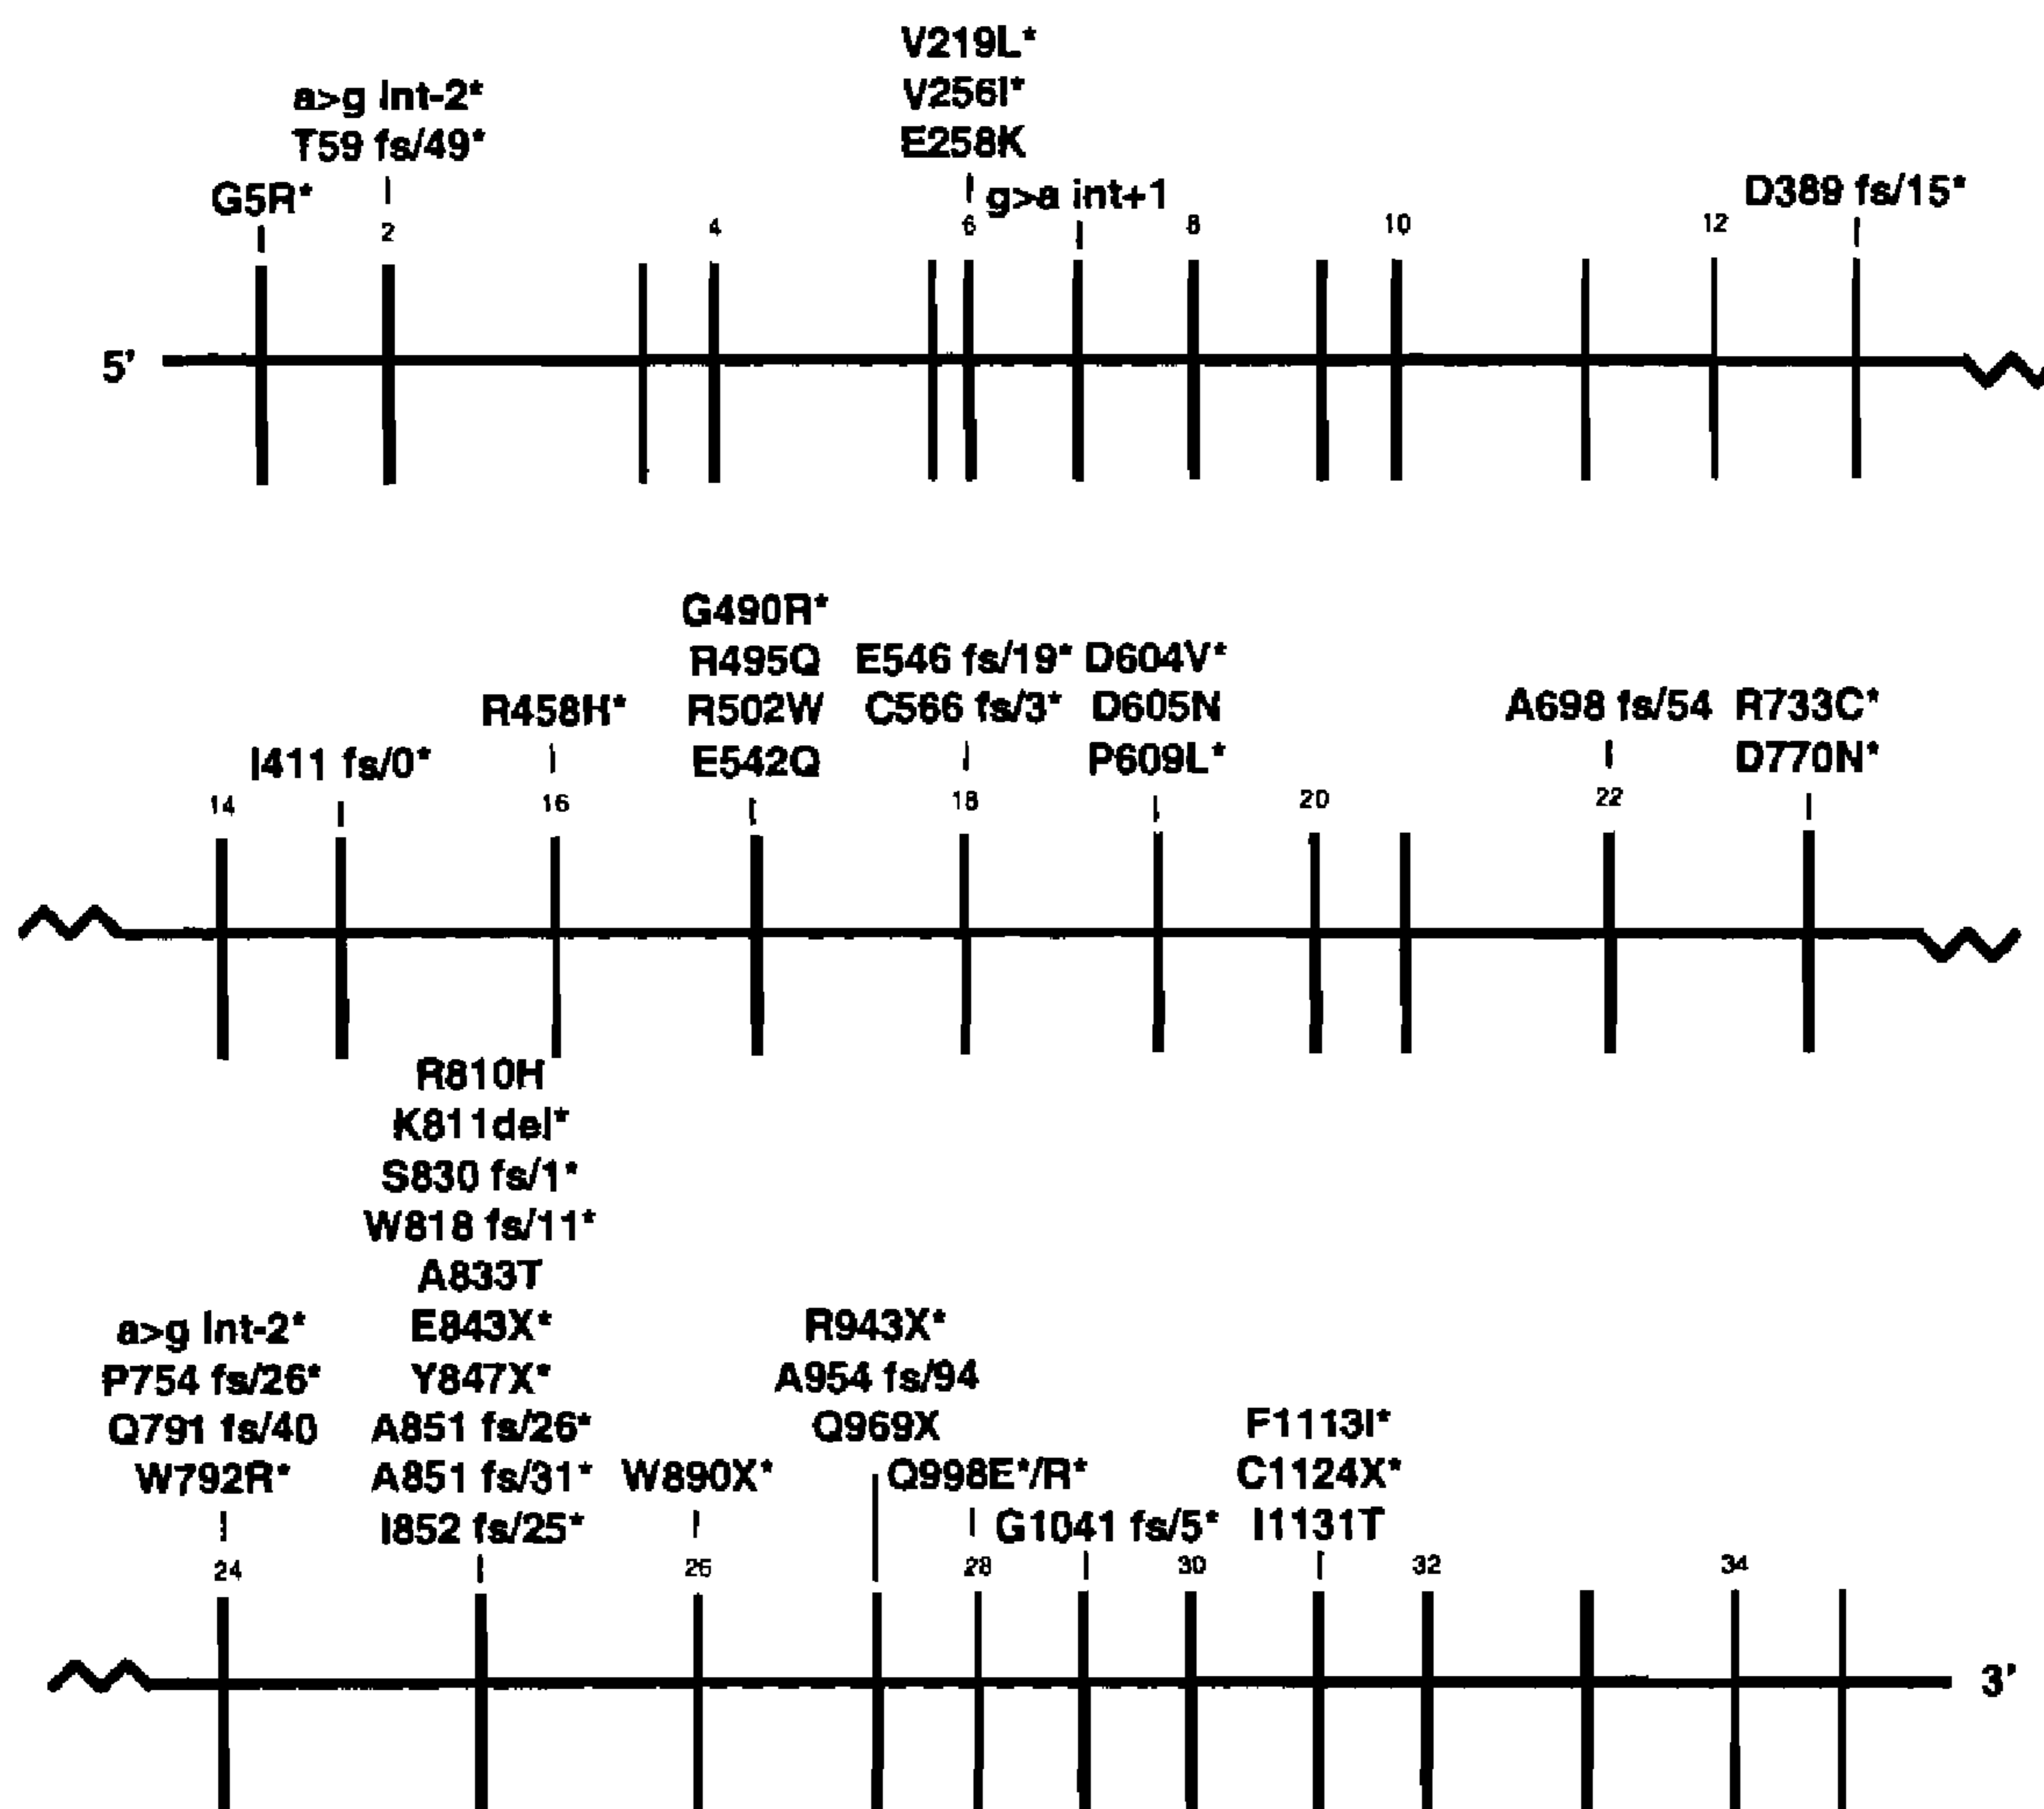 V219L*
V256I*
E258K
a>g int-2*
T59 fs/49*
G5R*
g>a int+1
D389 fs/15*
2
4
6
8
10
12
5'
G490R*
R495Q
R502W
E542Q
E546 fs/19*
C566 fs/3*
D604V*
D605N
P609L*
R458H*
I411 fs/0*
A698 fs/54
R733C*
D770N*
14
16
18
20
22
R810H
K811del*
S830 fs/1*
W818 fs/11*
A833T
E843X*
Y847X*
A851 fs/26*
A851 fs/31*
I852 fs/25*
a>g int-2*
P754 fs/26*
Q791 fs/40
W792R*
W890X*
R943X*
A954 fs/94
Q969X
Q998E*/R*
G1041 fs/5*
F1113I*
C1124X*
I1131T
24
26
28
30
32
34
3'